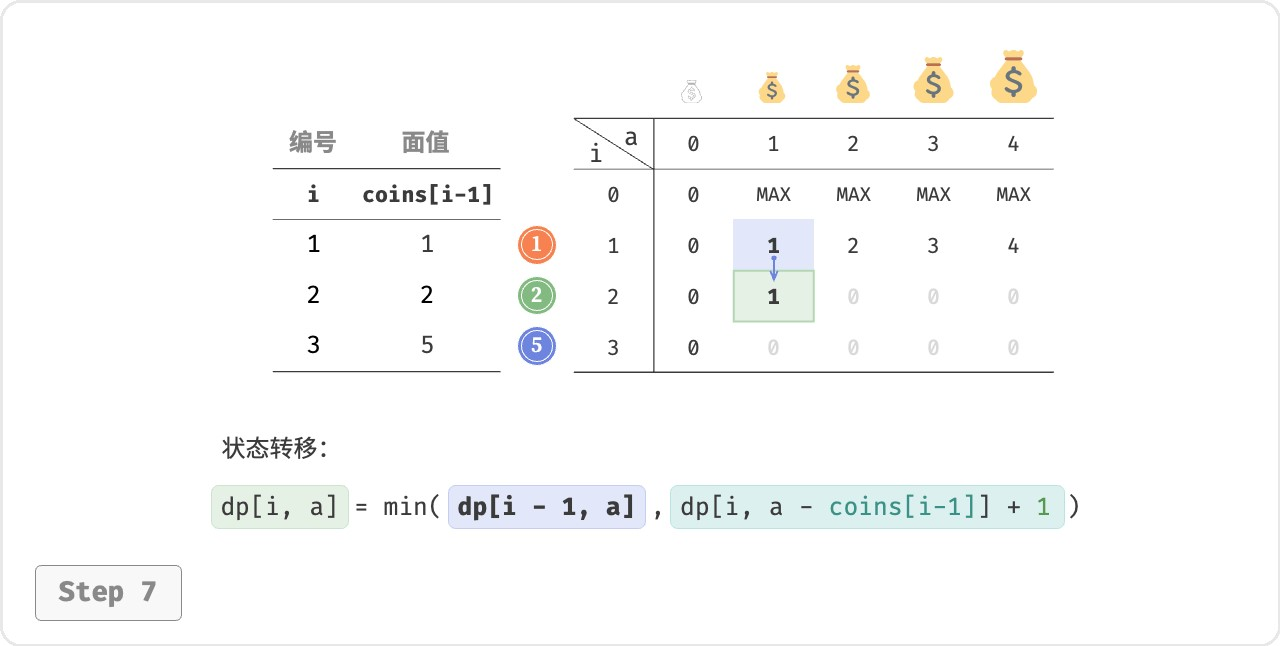 编号 面值
i coins[i-1]
1 1 1
2 2 2
3 5 5
$ $ $ $ $
i a 0 1 2 3 4
0 0 MAX MAX MAX MAX
1 0 1 2 3 4
2 0 1 0 0 0
3 0 0 0 0 0
状态转移：
dp[i, a] = min( dp[i - 1, a] , dp[i, a - coins[i-1]] + 1 )
Step 7